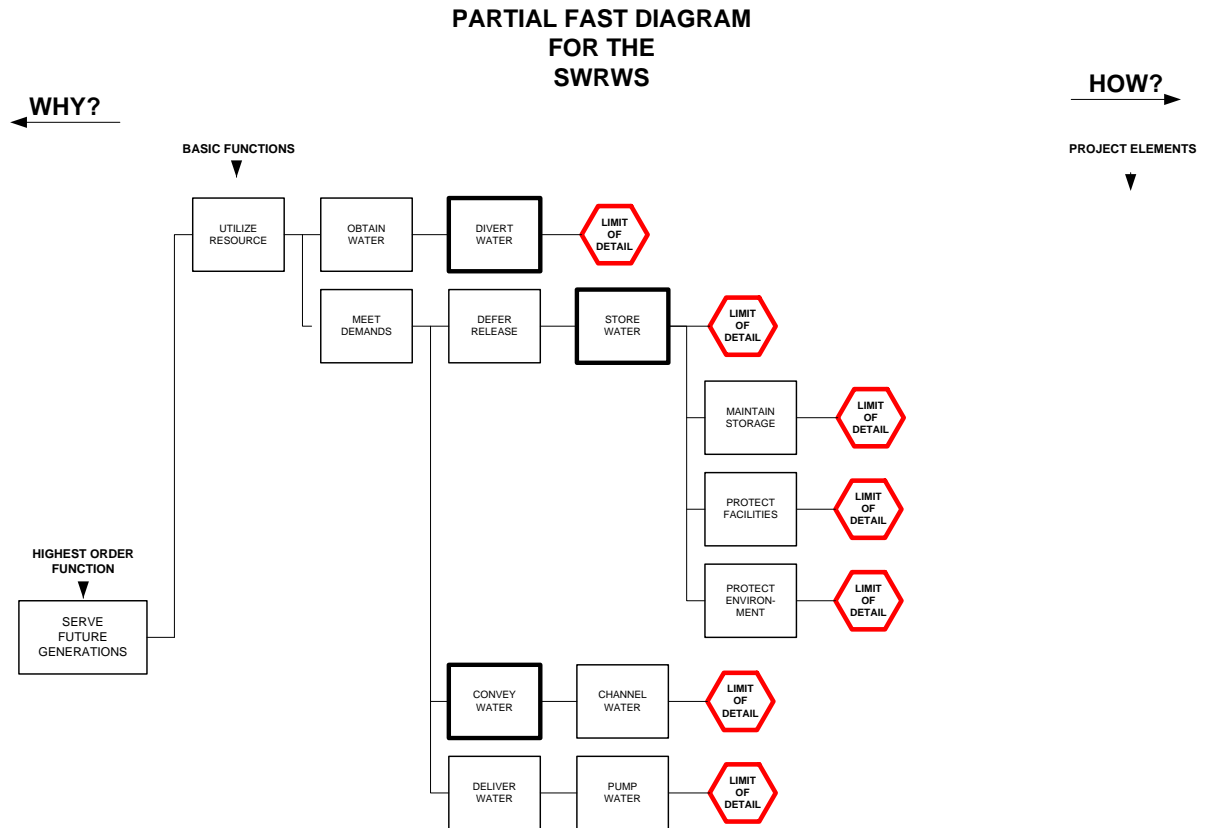 PARTIAL FAST DIAGRAM
FOR THE
SWRWS
WHY?
HOW?
BASIC FUNCTIONS
PROJECT ELEMENTS
UTILIZE
RESOURCE
OBTAIN
WATER
DIVERT
WATER
LIMIT
OF
DETAIL
MEET
DEMANDS
DEFER
RELEASE
STORE
WATER
LIMIT
OF
DETAIL
MAINTAIN
STORAGE
LIMIT
OF
DETAIL
PROTECT
FACILITIES
LIMIT
OF
DETAIL
HIGHEST ORDER
FUNCTION
SERVE
FUTURE
GENERATIONS
PROTECT
ENVIRON-
MENT
LIMIT
OF
DETAIL
CONVEY
WATER
CHANNEL
WATER
LIMIT
OF
DETAIL
DELIVER
WATER
PUMP
WATER
LIMIT
OF
DETAIL